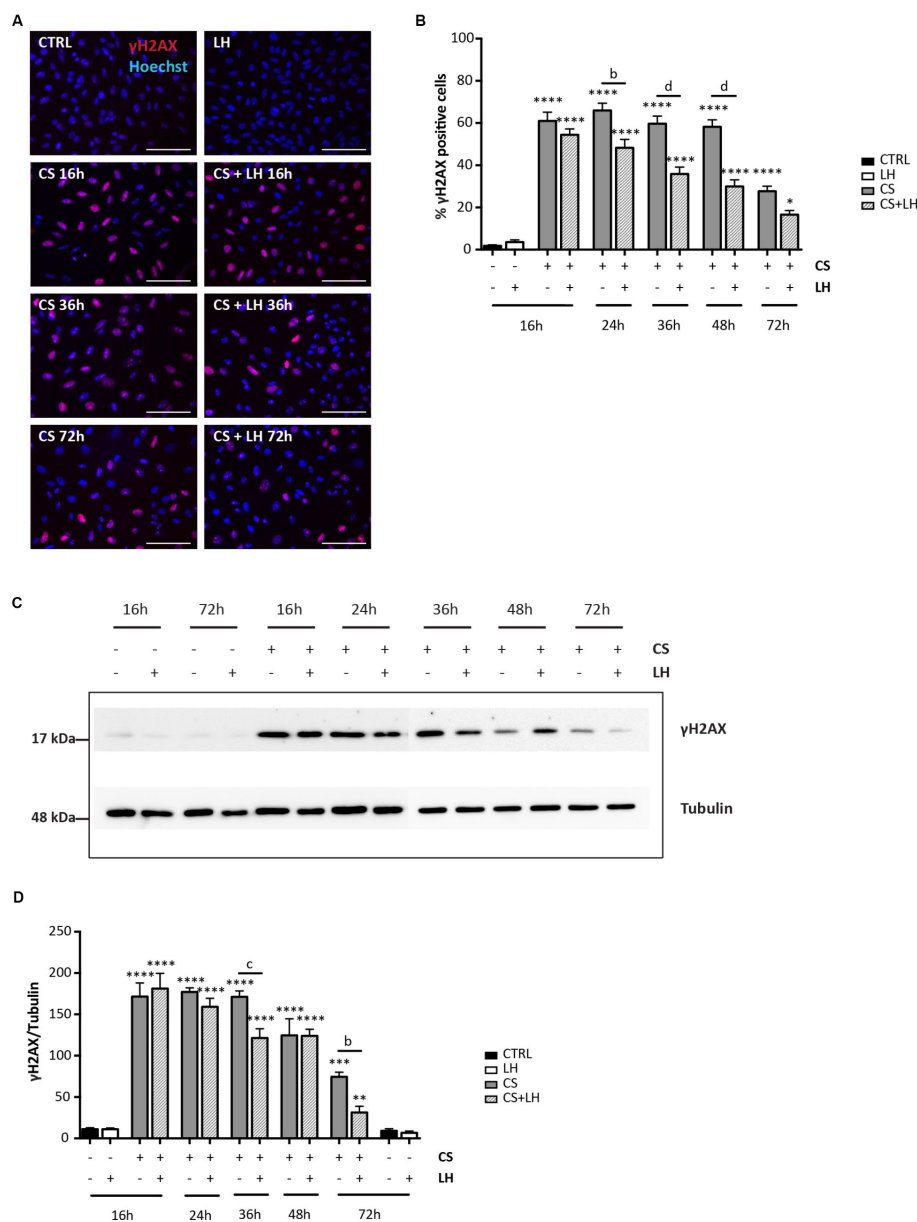 A
CTRL
γH2AX
Hoechst
LH
CS 16h
CS + LH 16h
CS 36h
CS + LH 36h
CS 72h
CS + LH 72h
B
% γH2AX positive cells
100
80
60
40
20
0
**** **** **** **** **** **** **** **** **** *
b d d
- - + + + + + + + + + + CS
- + - + - + - + - + - + LH
16h 24h 36h 48h 72h
CTRL
LH
CS
CS+LH
C
16h 72h 16h 24h 36h 48h 72h
- - - - + + + + + + + + + + CS
- + - + - + - + - + - + - + LH
17 kDa
γH2AX
48 kDa
Tubulin
D
γH2AX/Tubulin
250
200
150
100
50
0
**** **** **** **** **** **** **** **** *** **
c b
- - + + + + + + + + + + - - CS
- + - + - + - + - + - + - + LH
16h 24h 36h 48h 72h
CTRL
LH
CS
CS+LH